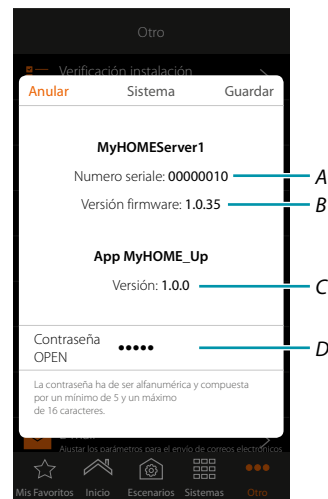 Otro
Verificación instalación
Anular Sistema Guardar
MyHOMEServer1
Numero seriale: 00000010
A
Versión firmware: 1.0.35
B
App MyHOME_Up
Versión: 1.0.0
C
Contraseña
OPEN
•••••
D
La contraseña ha de ser alfanumérica y compuesta
por un mínimo de 5 y un máximo
de 16 caracteres.
E-mail
Ajustar los parámetros para el envío de correos electrónicos
Mis Favoritos Inicio Escenarios Sistemas Otro